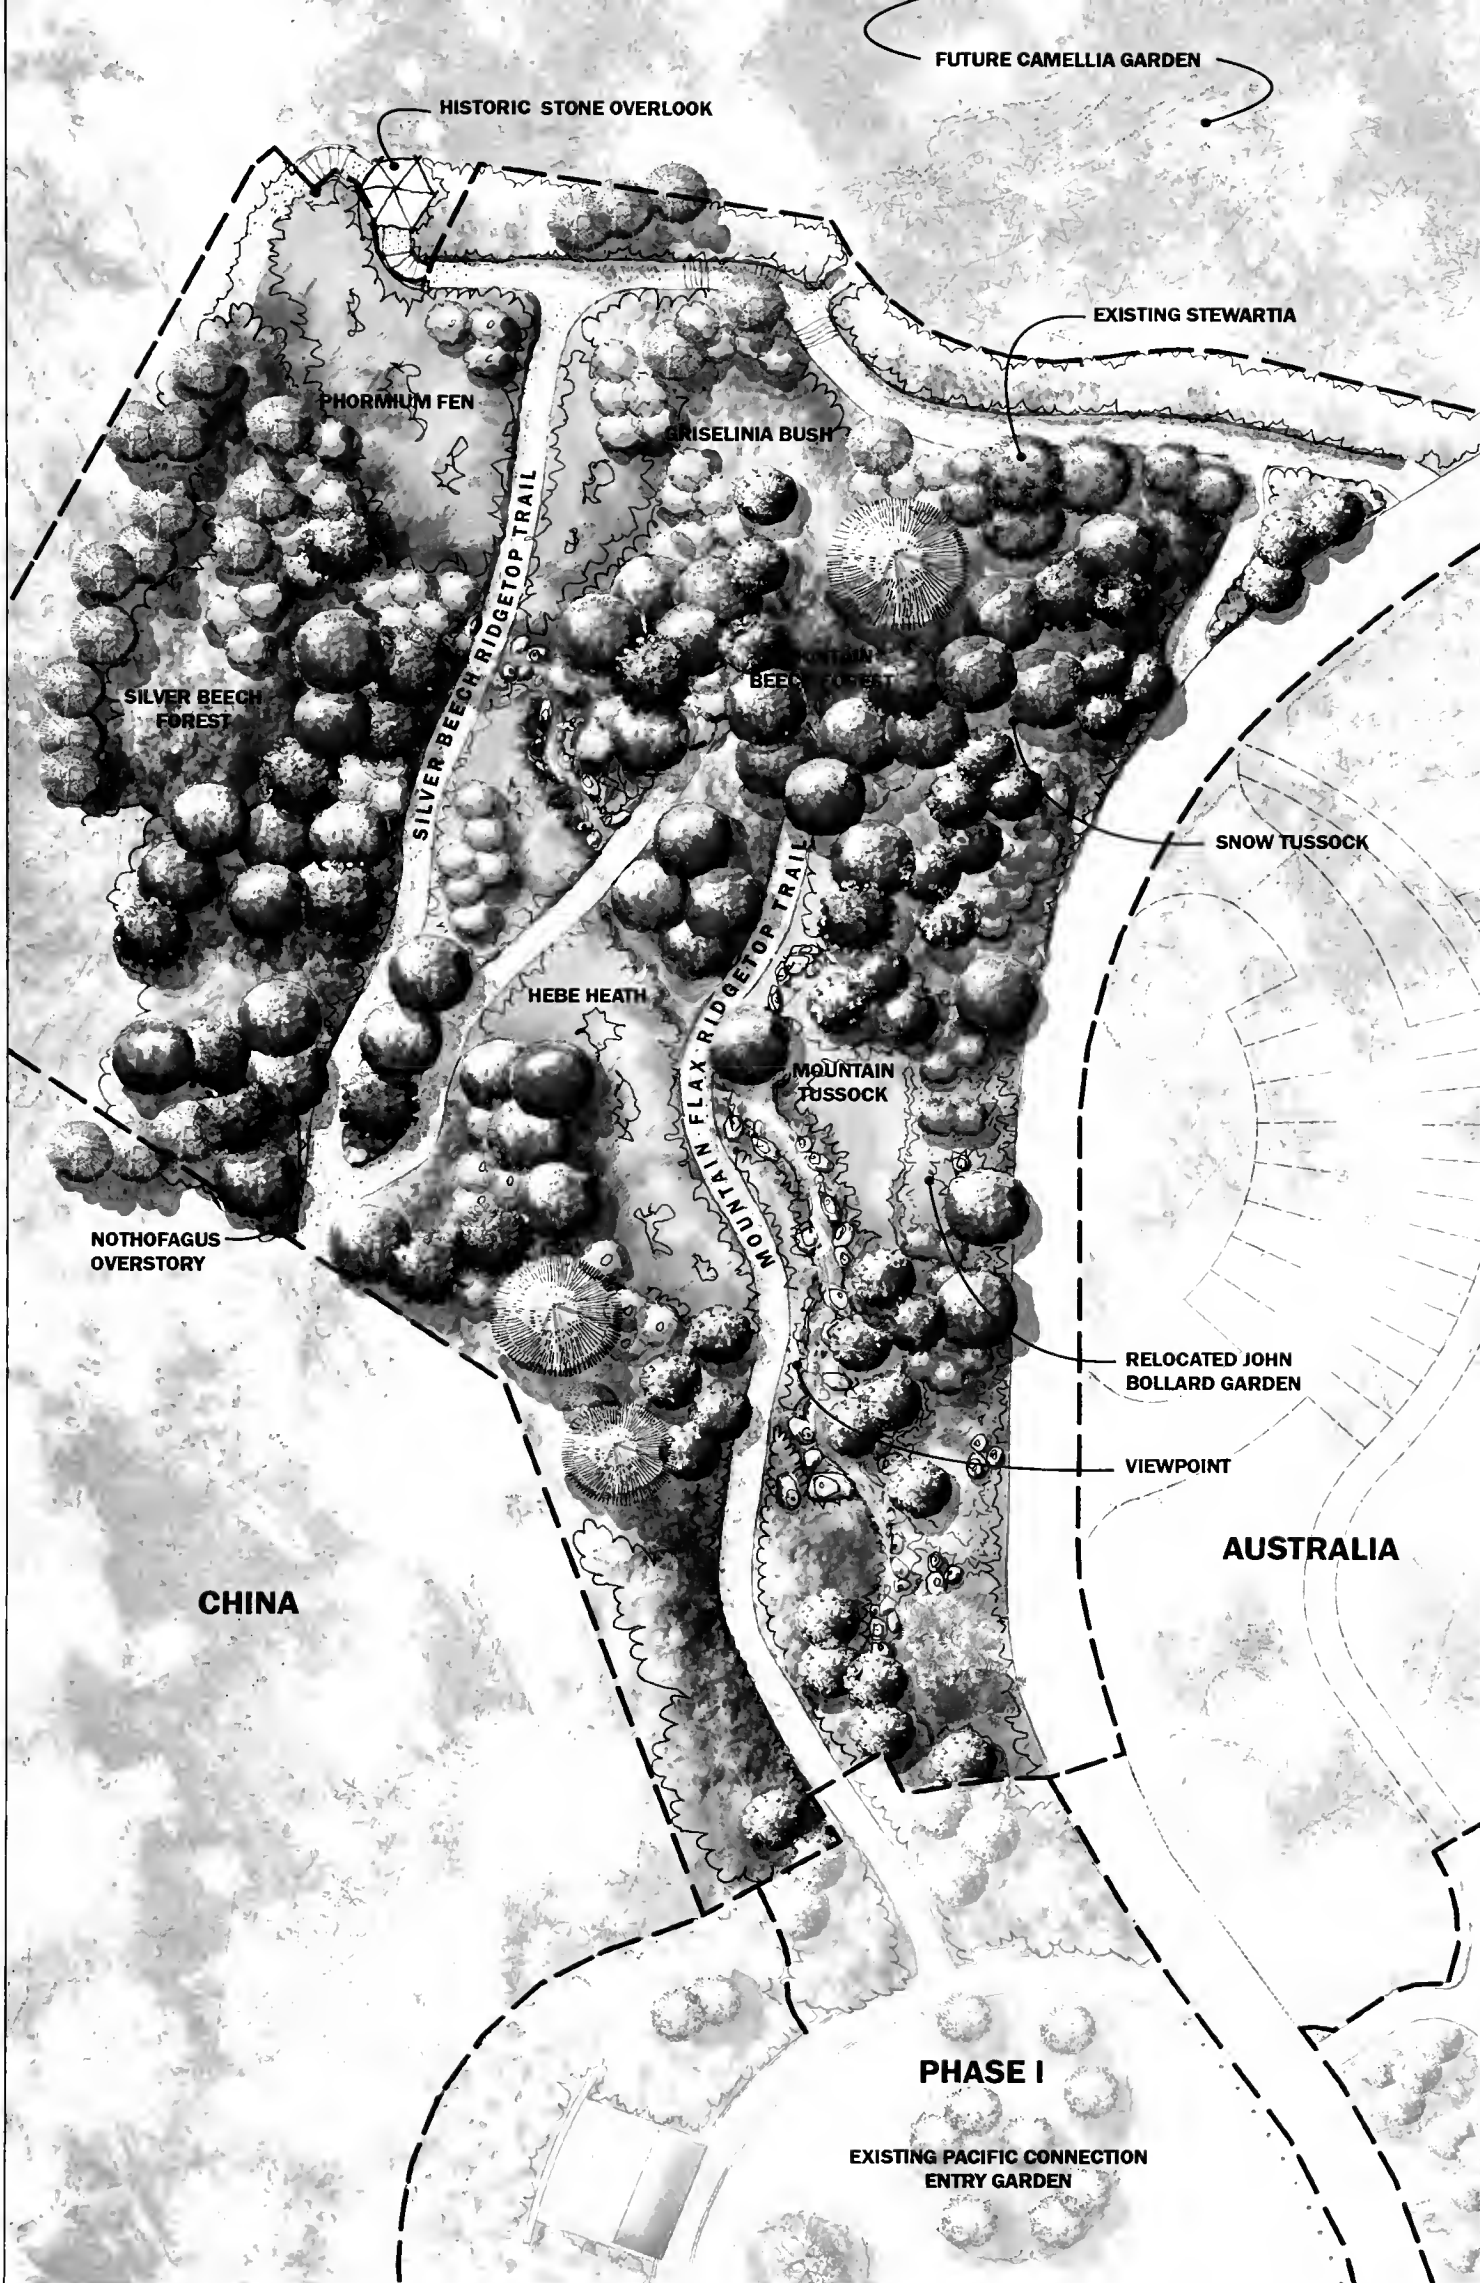 FUTURE CAMELLIA GARDEN
HISTORIC STONE OVERLOOK
EXISTING STEWARTIA
PHORMIUM FEN
GRISELINIA BUSH
SILVER BEECH RIDGETOP TRAIL
MOUNTAIN
BEECH FOREST
SILVER BEECH
FOREST
SNOW TUSSOCK
HEBE HEATH
MOUNTAIN FLAX RIDGETOP TRAIL
MOUNTAIN
TUSSOCK
NOTHOFAGUS
OVERSTORY
RELOCATED JOHN
BOLLARD GARDEN
VIEWPOINT
AUSTRALIA
CHINA
PHASE I
EXISTING PACIFIC CONNECTION
ENTRY GARDEN